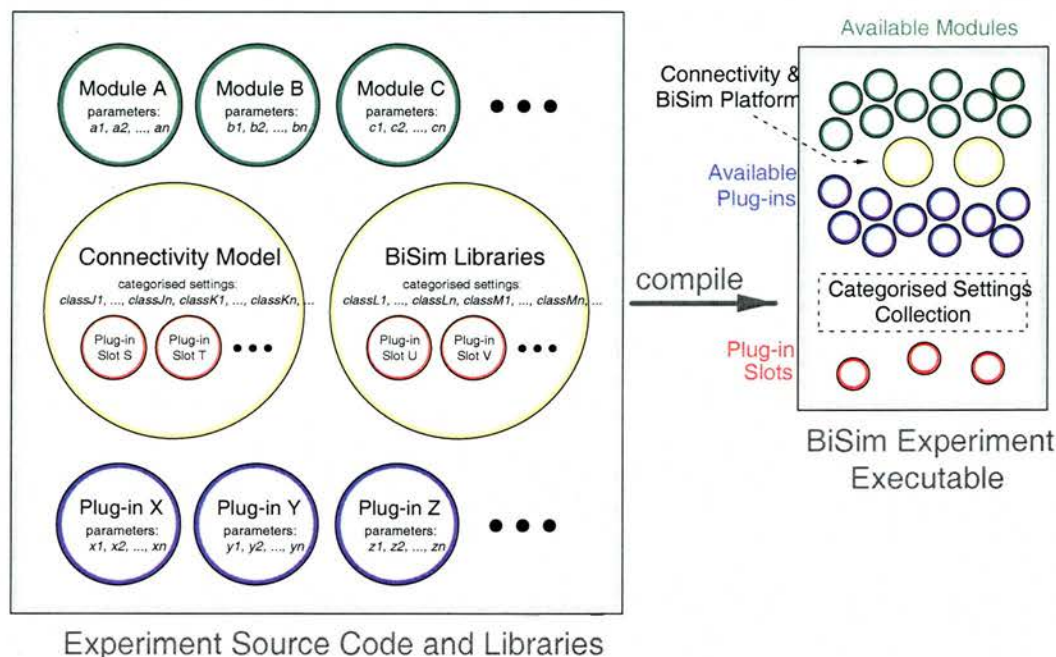 Module A
parameters:
a1, a2, ..., an
Module B
parameters:
b1, b2, ..., bn
Module C
parameters:
c1, c2, ..., cn
Connectivity Model
categorised settings:
classJ1, ..., classJn, classK1, ..., classKn, ...
Plug-in
Slot S
Plug-in
Slot T
BiSim Libraries
categorised settings:
classL1, ..., classLn, classM1, ..., classMn, ...
Plug-in
Slot U
Plug-in
Slot V
Plug-in X
parameters:
x1, x2, ..., xn
Plug-in Y
parameters:
y1, y2, ..., yn
Plug-in Z
parameters:
z1, z2, ..., zn
Experiment Source Code and Libraries
compile
Available Modules
Connectivity &
BiSim Platform
Available
Plug-ins
Categorised Settings
Collection
Plug-in
Slots
BiSim Experiment
Executable